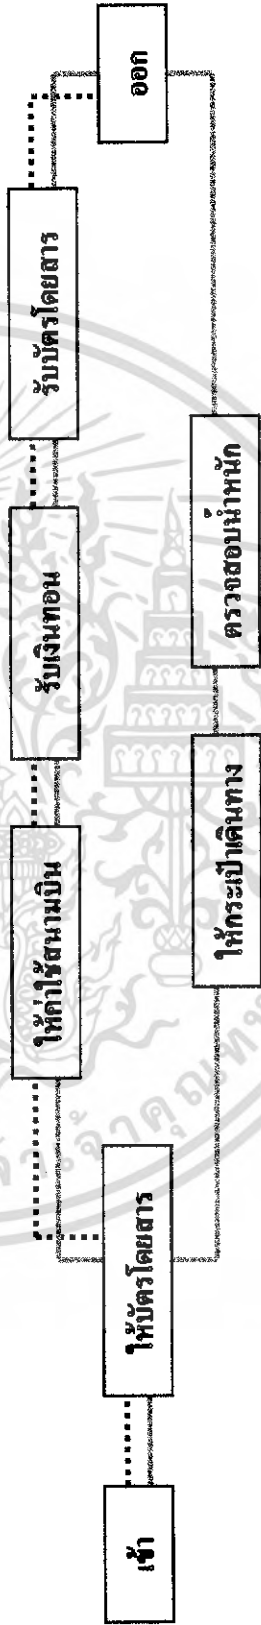 เข้า
ให้บัตรโดยสาร
ให้ค่าใช้สนามบิน
รับเงินทอน
รับบัตรโดยสาร
ให้กระเป๋าเดินทาง
ตรวจสอบน้ำหนัก
ออก